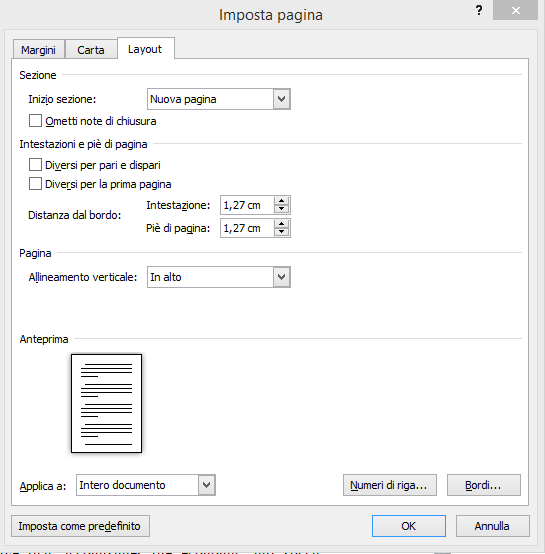 Imposta pagina
?
Margini Carta Layout
Sezione
Inizio sezione: Nuova pagina
Ometti note di chiusura
Intestazioni e piè di pagina
Diversi per pari e dispari
Diversi per la prima pagina
Distanza dal bordo: Intestazione: 1,27 cm
Piè di pagina: 1,27 cm
Pagina
Allineamento verticale: In alto
Anteprima
Applica a: Intero documento Numeri di riga... Bordi...
Imposta come predefinito OK Annulla